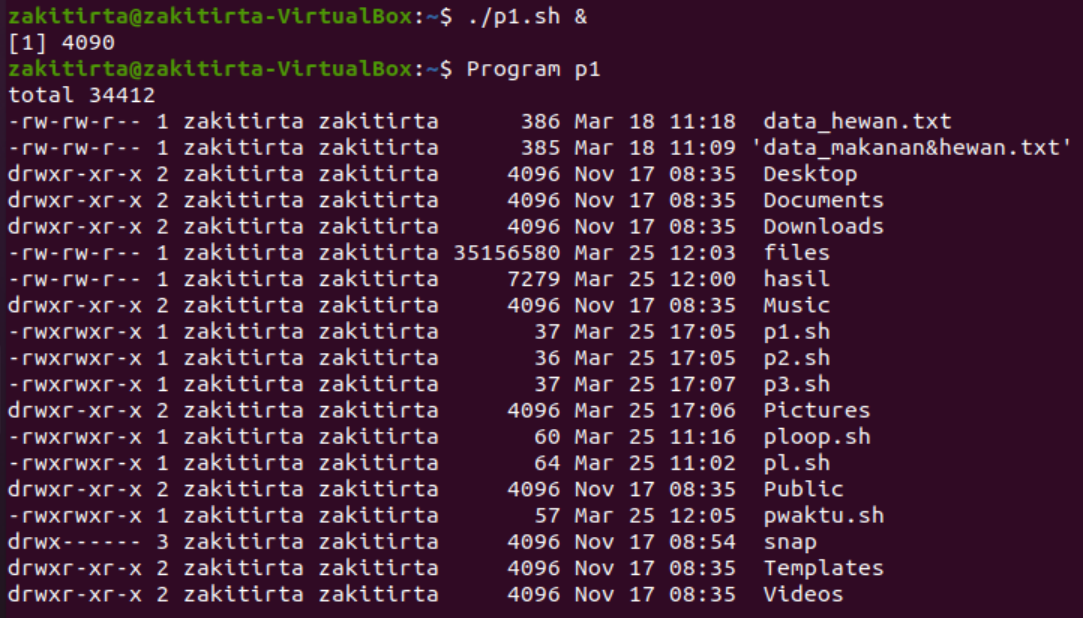 zakitirta@zakitirta-VirtualBox:~$ ./p1.sh &
[1] 4090
zakitirta@zakitirta-VirtualBox:~$ Program p1
total 34412
-rw-rw-r-- 1 zakitirta zakitirta      386 Mar 18 11:18  data_hewan.txt
-rw-rw-r-- 1 zakitirta zakitirta      385 Mar 18 11:09 'data_makanan&hewan.txt'
drwxr-xr-x 2 zakitirta zakitirta     4096 Nov 17 08:35  Desktop
drwxr-xr-x 2 zakitirta zakitirta     4096 Nov 17 08:35  Documents
drwxr-xr-x 2 zakitirta zakitirta     4096 Nov 17 08:35  Downloads
-rw-rw-r-- 1 zakitirta zakitirta 35156580 Mar 25 12:03  files
-rw-rw-r-- 1 zakitirta zakitirta     7279 Mar 25 12:00  hasil
drwxr-xr-x 2 zakitirta zakitirta     4096 Nov 17 08:35  Music
-rwxrwxr-x 1 zakitirta zakitirta       37 Mar 25 17:05  p1.sh
-rwxrwxr-x 1 zakitirta zakitirta       36 Mar 25 17:05  p2.sh
-rwxrwxr-x 1 zakitirta zakitirta       37 Mar 25 17:07  p3.sh
drwxr-xr-x 2 zakitirta zakitirta     4096 Mar 25 17:06  Pictures
-rwxrwxr-x 1 zakitirta zakitirta       60 Mar 25 11:16  ploop.sh
-rwxrwxr-x 1 zakitirta zakitirta       64 Mar 25 11:02  pl.sh
drwxr-xr-x 2 zakitirta zakitirta     4096 Nov 17 08:35  Public
-rwxrwxr-x 1 zakitirta zakitirta       57 Mar 25 12:05  pwaktu.sh
drwx------ 3 zakitirta zakitirta     4096 Nov 17 08:54  snap
drwxr-xr-x 2 zakitirta zakitirta     4096 Nov 17 08:35  Templates
drwxr-xr-x 2 zakitirta zakitirta     4096 Nov 17 08:35  Videos